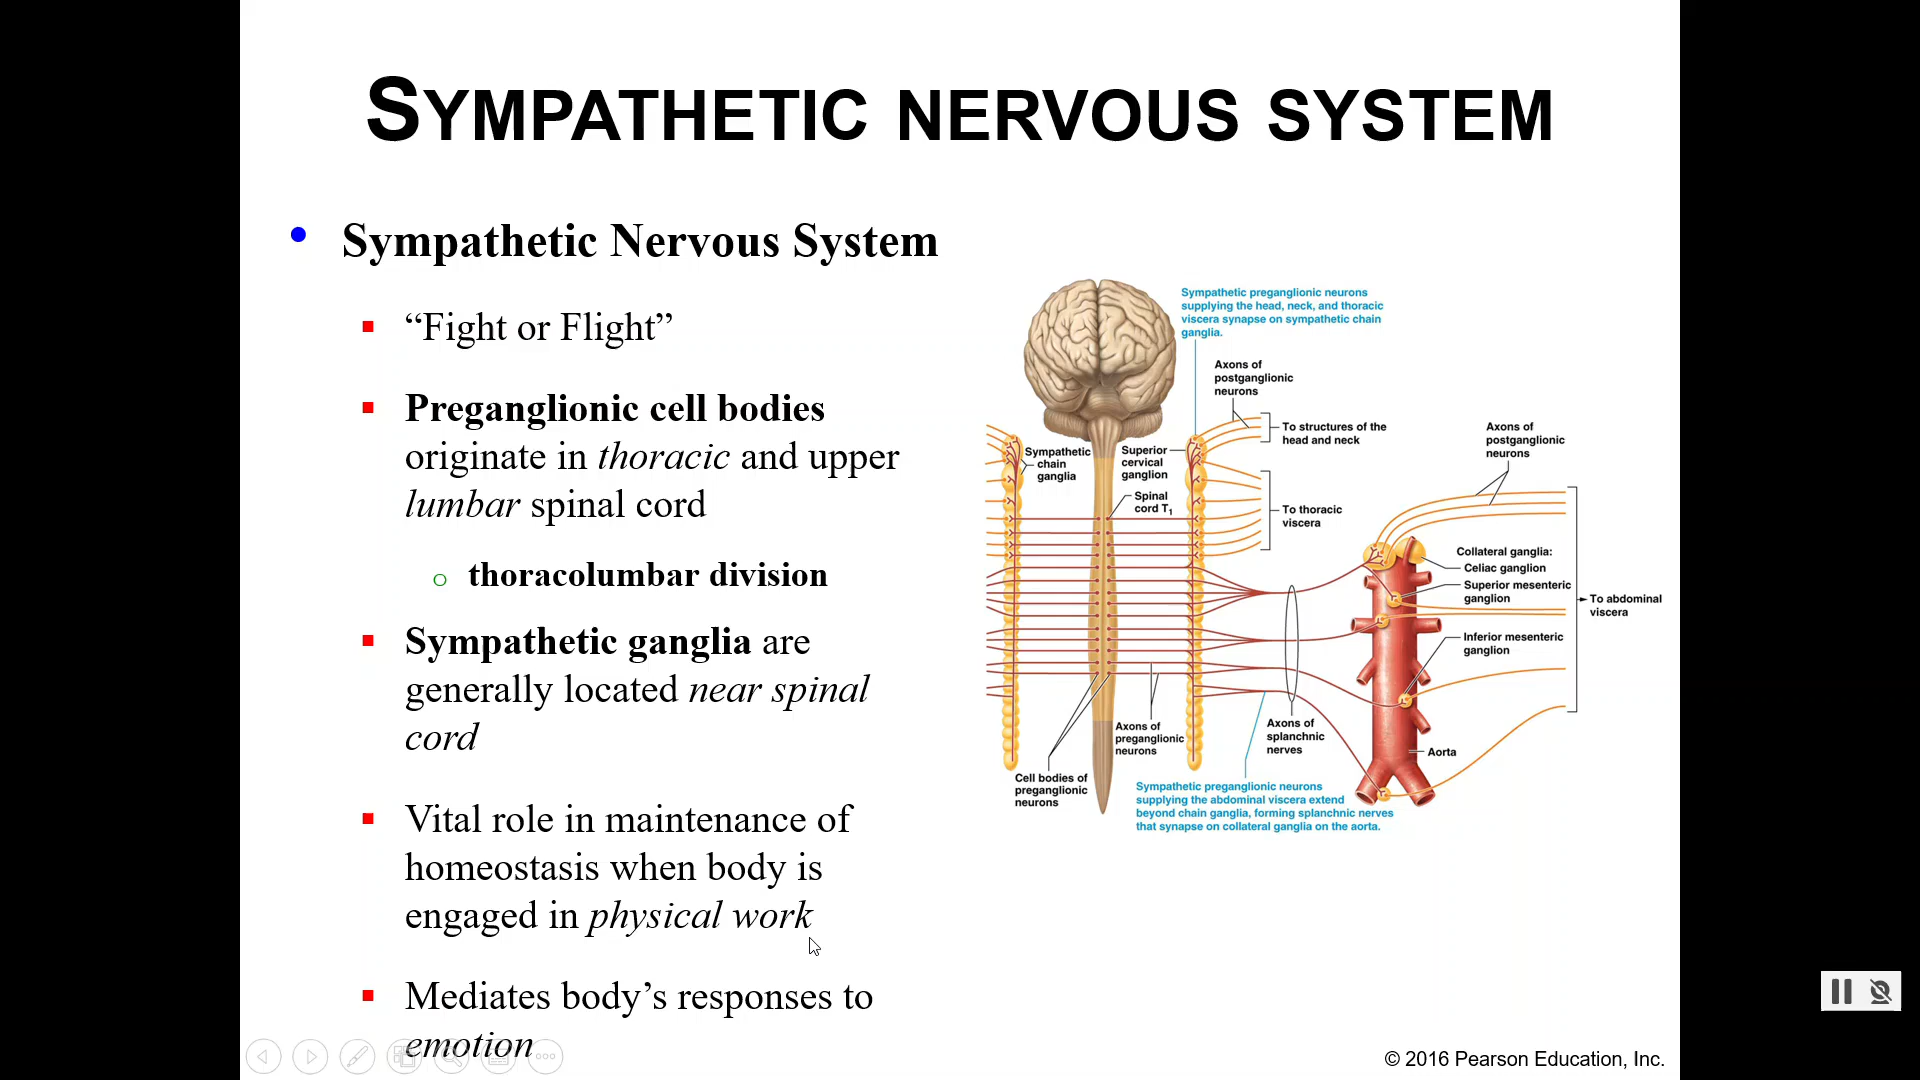 SYMPATHETIC NERVOUS SYSTEM
• Sympathetic Nervous System
▪ “Fight or Flight”
▪ Preganglionic cell bodies
originate in thoracic and upper
lumbar spinal cord
o thoracolumbar division
▪ Sympathetic ganglia are
generally located near spinal
cord
▪ Vital role in maintenance of
homeostasis when body is
engaged in physical work
▪ Mediates body’s responses to
emotion
Sympathetic preganglionic neurons
supplying the head, neck, and thoracic
viscera synapse on sympathetic chain
ganglia.
Axons of
postganglionic
neurons
To structures of the
head and neck
Sympathetic
chain
ganglia
Superior
cervical
ganglion
Spinal
cord T1
To thoracic
viscera
Axons of
postganglionic
neurons
Collateral ganglia:
Celiac ganglion
Superior mesenteric
ganglion
To abdominal
viscera
Inferior mesenteric
ganglion
Axons of
preganglionic
neurons
Axons of
splanchnic
nerves
Aorta
Cell bodies of
preganglionic
neurons
Sympathetic preganglionic neurons
supplying the abdominal viscera extend
beyond chain ganglia, forming splanchnic nerves
that synapse on collateral ganglia on the aorta.
© 2016 Pearson Education, Inc.